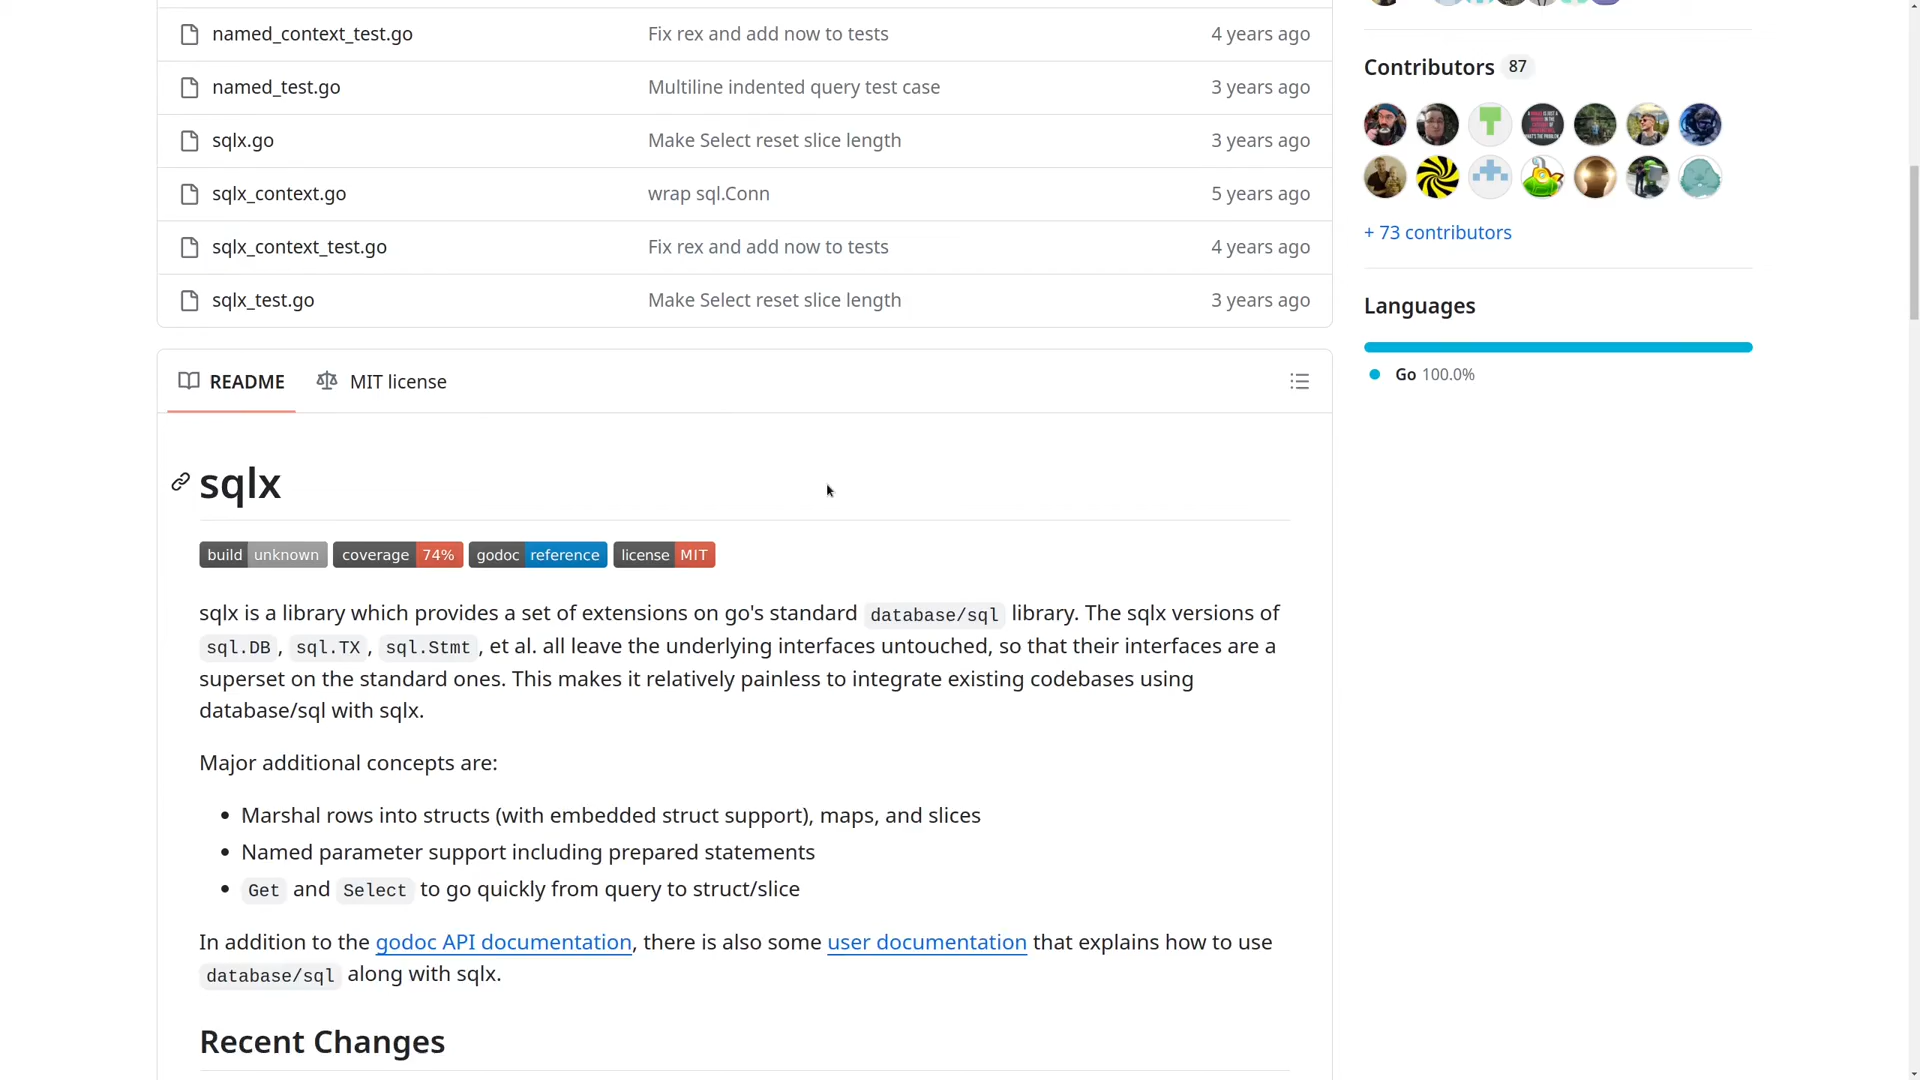 named_context_test.go Fix rex and add now to tests 4 years ago
named_test.go Multiline indented query test case 3 years ago
sqlx.go Make Select reset slice length 3 years ago
sqlx_context.go wrap sql.Conn 5 years ago
sqlx_context_test.go Fix rex and add now to tests 4 years ago
sqlx_test.go Make Select reset slice length 3 years ago
README MIT license
sqlx
build unknown coverage 74% godoc reference license MIT
sqlx is a library which provides a set of extensions on go's standard database/sql library. The sqlx versions of
sql.DB, sql.TX, sql.Stmt, et al. all leave the underlying interfaces untouched, so that their interfaces are a
superset on the standard ones. This makes it relatively painless to integrate existing codebases using
database/sql with sqlx.
Major additional concepts are:
• Marshal rows into structs (with embedded struct support), maps, and slices
• Named parameter support including prepared statements
• Get and Select to go quickly from query to struct/slice
In addition to the godoc API documentation, there is also some user documentation that explains how to use
database/sql along with sqlx.
Recent Changes
Contributors 87
+ 73 contributors
Languages
Go 100.0%